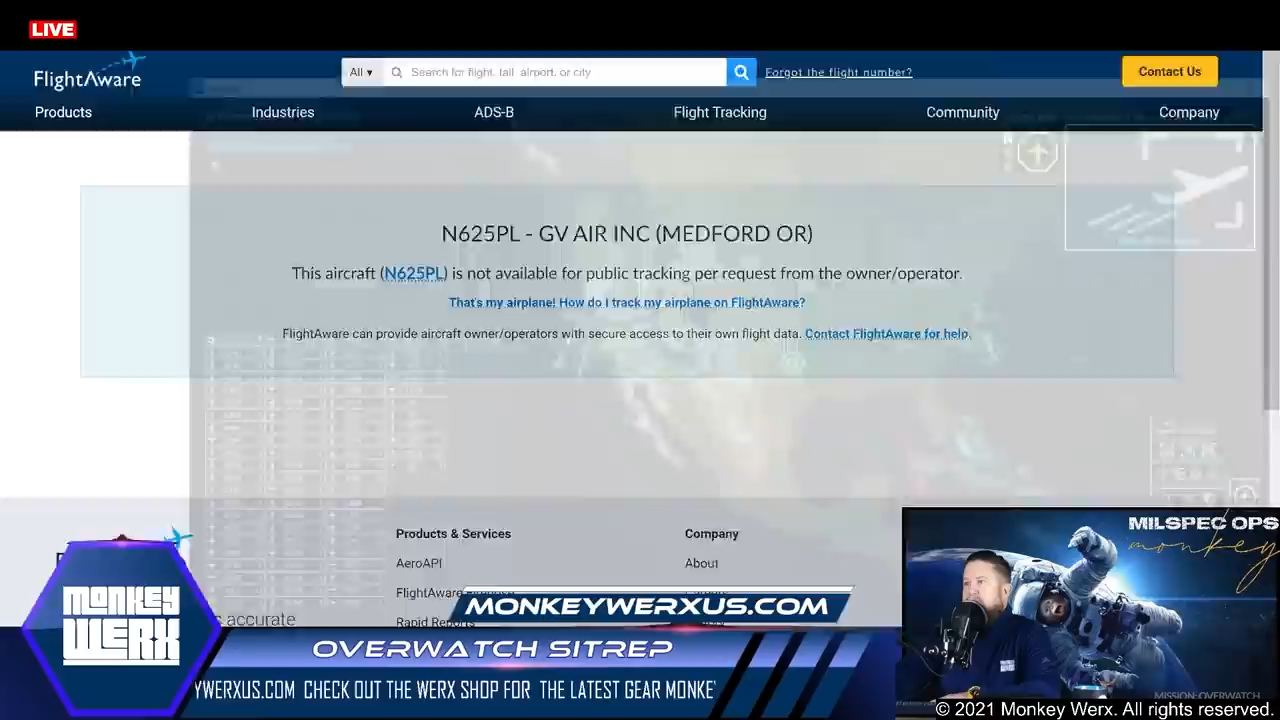 LIVE
FlightAware
All ▾
Search for flight, tail, airport, or city
Forgot the flight number?
Contact Us
Products
Industries
ADS-B
Flight Tracking
Community
Company
N625PL - GV AIR INC (MEDFORD OR)
This aircraft (N625PL) is not available for public tracking per request from the owner/operator.
That's my airplane! How do I track my airplane on FlightAware?
FlightAware can provide aircraft owner/operators with secure access to their own flight data. Contact FlightAware for help.
Products & Services
Company
AeroAPI
About
FlightAware
Rapid Reports
accurate
MONKEYWERXUS.COM
MONKEY
WERX
OVERWATCH SITREP
YWERXUS.COM CHECK OUT THE WERX SHOP FOR THE LATEST GEAR MONKEY
MILSPEC OPS
monkey
MISSION:OVERWATCH
© 2021 Monkey Werx. All rights reserved.